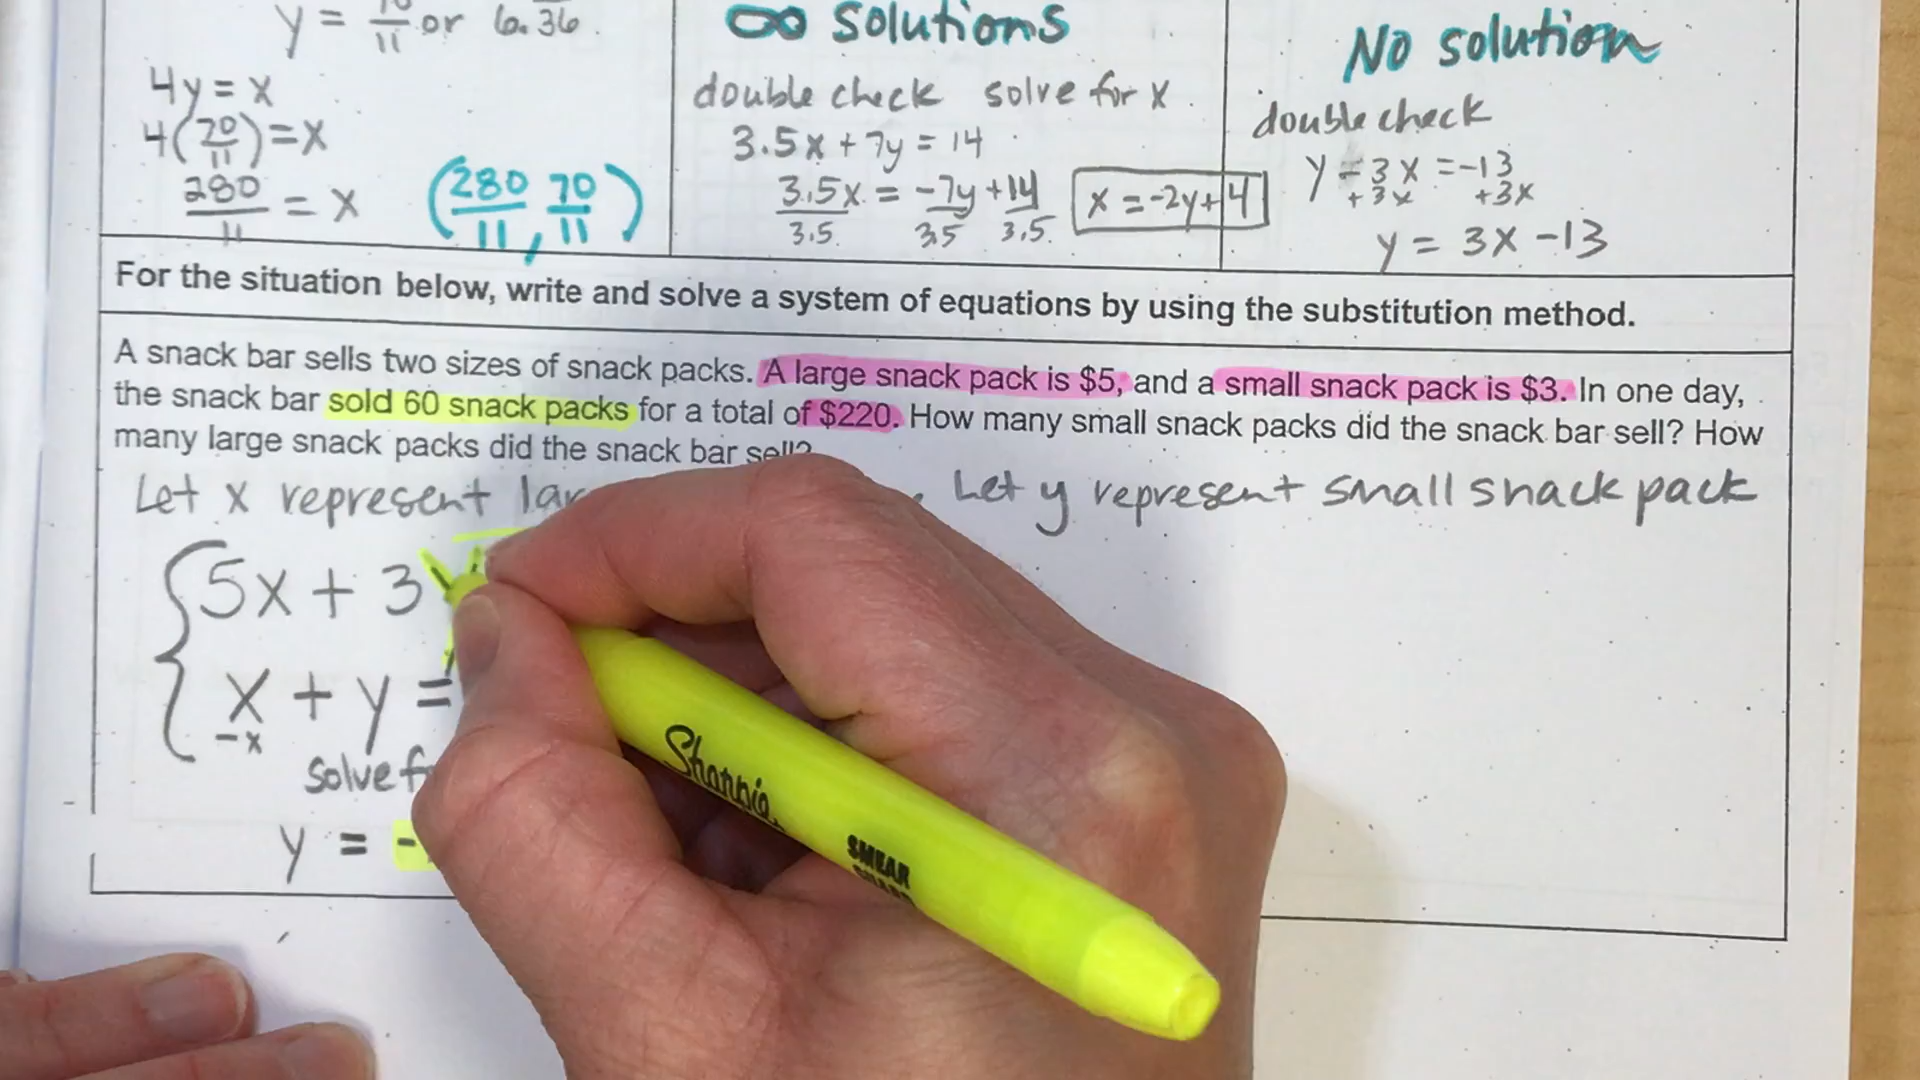 y = 70/11 or 6.36
4y = x
4(70/11) = x
280/11 = x
(280/11, 70/11)
∞ solutions
double check solve for x
3.5x + 7y = 14
3.5x/3.5 = -7y/3.5 + 14/3.5
x = -2y + 4
No solution
double check
y - 3x = -13
+3x +3x
y = 3x - 13
For the situation below, write and solve a system of equations by using the substitution method.
A snack bar sells two sizes of snack packs. A large snack pack is $5, and a small snack pack is $3. In one day,
the snack bar sold 60 snack packs for a total of $220. How many small snack packs did the snack bar sell? How
many large snack packs did the snack bar sell?
Let x represent Let y represent small snack pack
5x + 3
x + y =
-x
solve
y = -
Sharpie
SMEAR